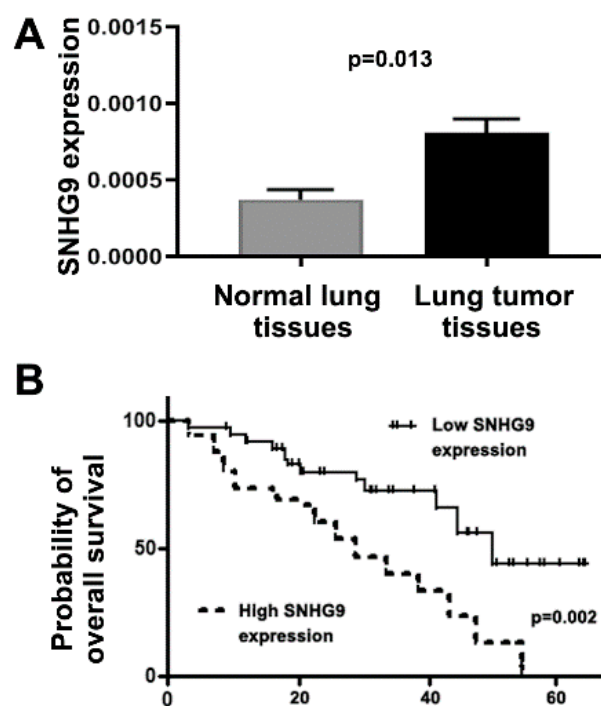 A
SNHG9 expression
0.0015
0.0010
0.0005
0.0000
p=0.013
Normal lung
tissues
Lung tumor
tissues
B
Probability of
overall survival
100
50
0
Low SNHG9
expression
High SNHG9
expression
p=0.002
0
20
40
60